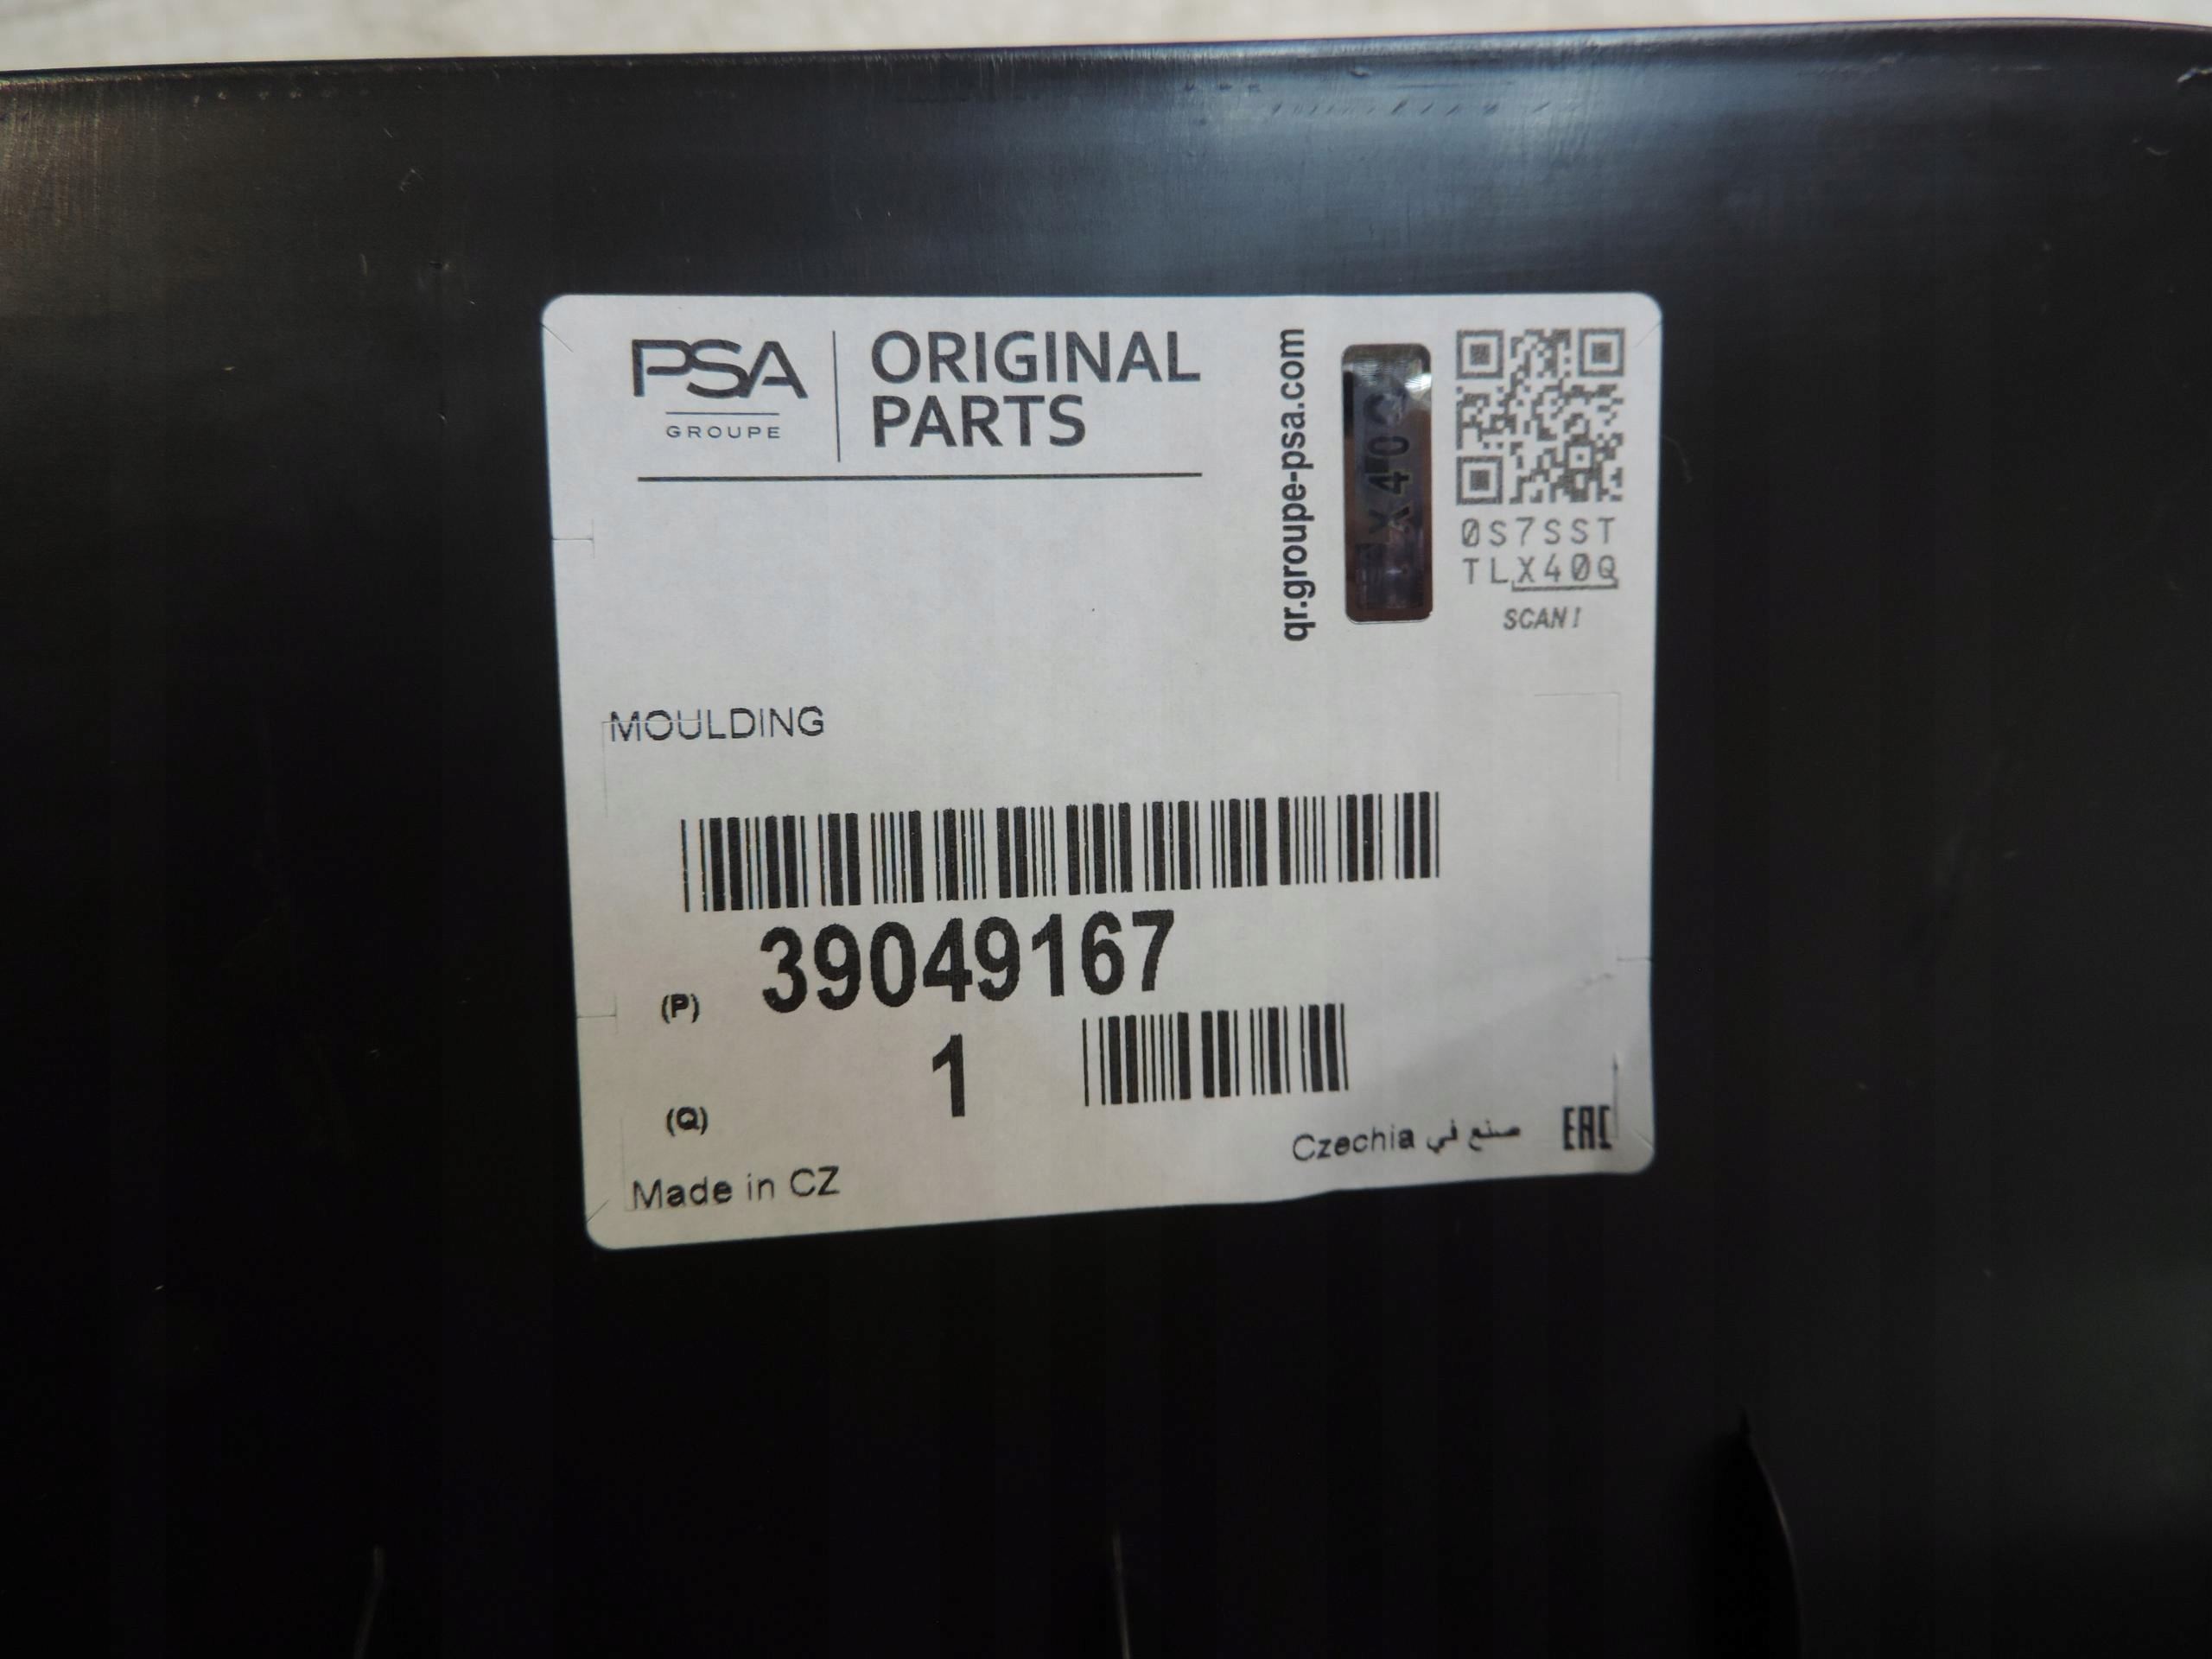 PSA
GROUPE
ORIGINAL
PARTS
qr.groupe-psa.com
X40Q
0S7SST
TLX40Q
SCAN!
MOULDING
39049167
(P)
1
(Q)
Made in CZ
Czechia صنع في
EAC